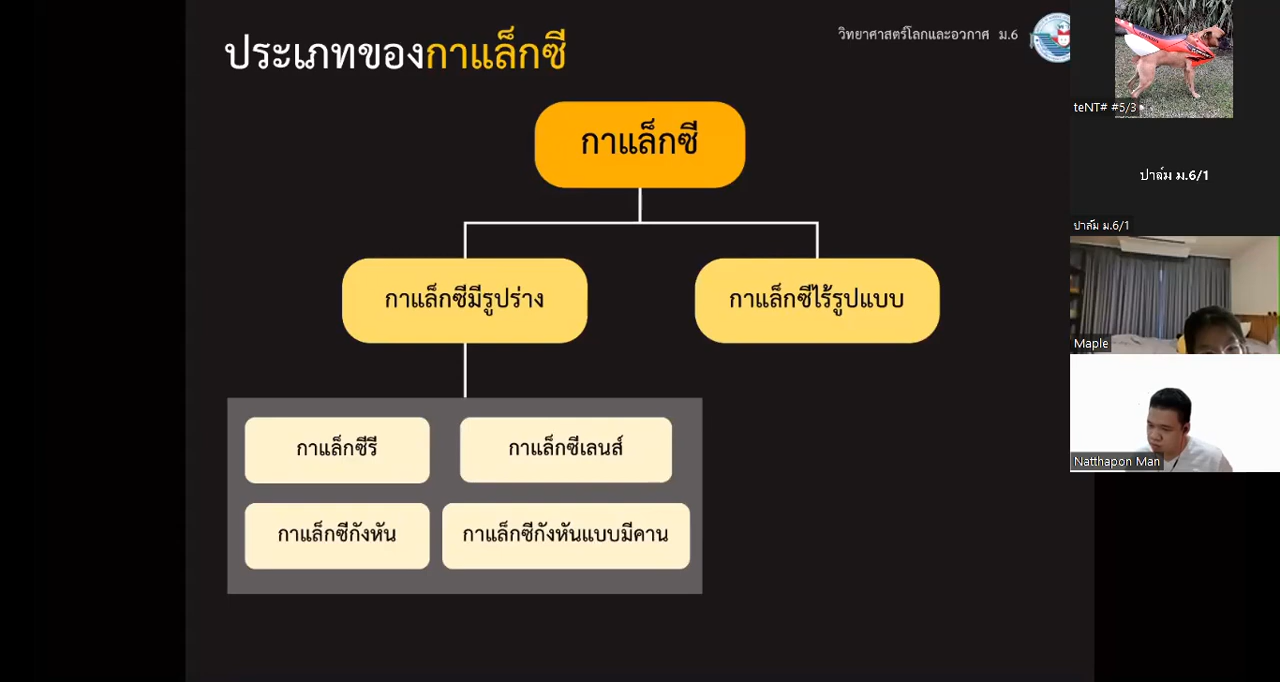 ประเภทของกาแล็กซี
วิทยาศาสตร์โลกและอวกาศ ม.6
กาแล็กซี
กาแล็กซีมีรูปร่าง
กาแล็กซีไร้รูปแบบ
กาแล็กซีรี
กาแล็กซีเลนส์
กาแล็กซีกังหัน
กาแล็กซีกังหันแบบมีคาน
teNT# #5/3
ปาล์ม ม.6/1
ปาล์ม ม.6/1
Maple
Natthapon Man